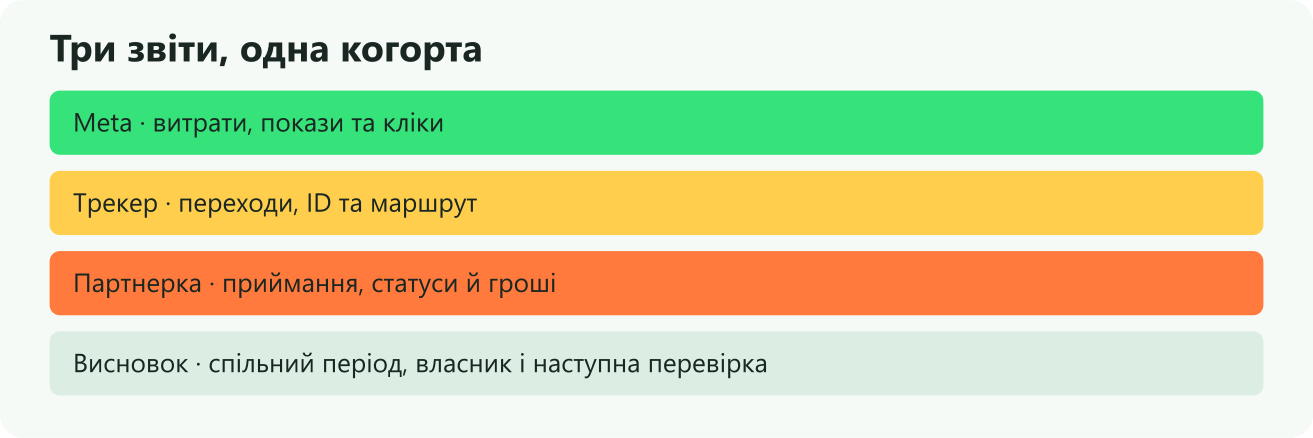 Три звіти, одна когорта
Meta · витрати, покази та кліки
Трекер · переходи, ID та маршрут
Партнерка · приймання, статуси й гроші
Висновок · спільний період, власник і наступна перевірка